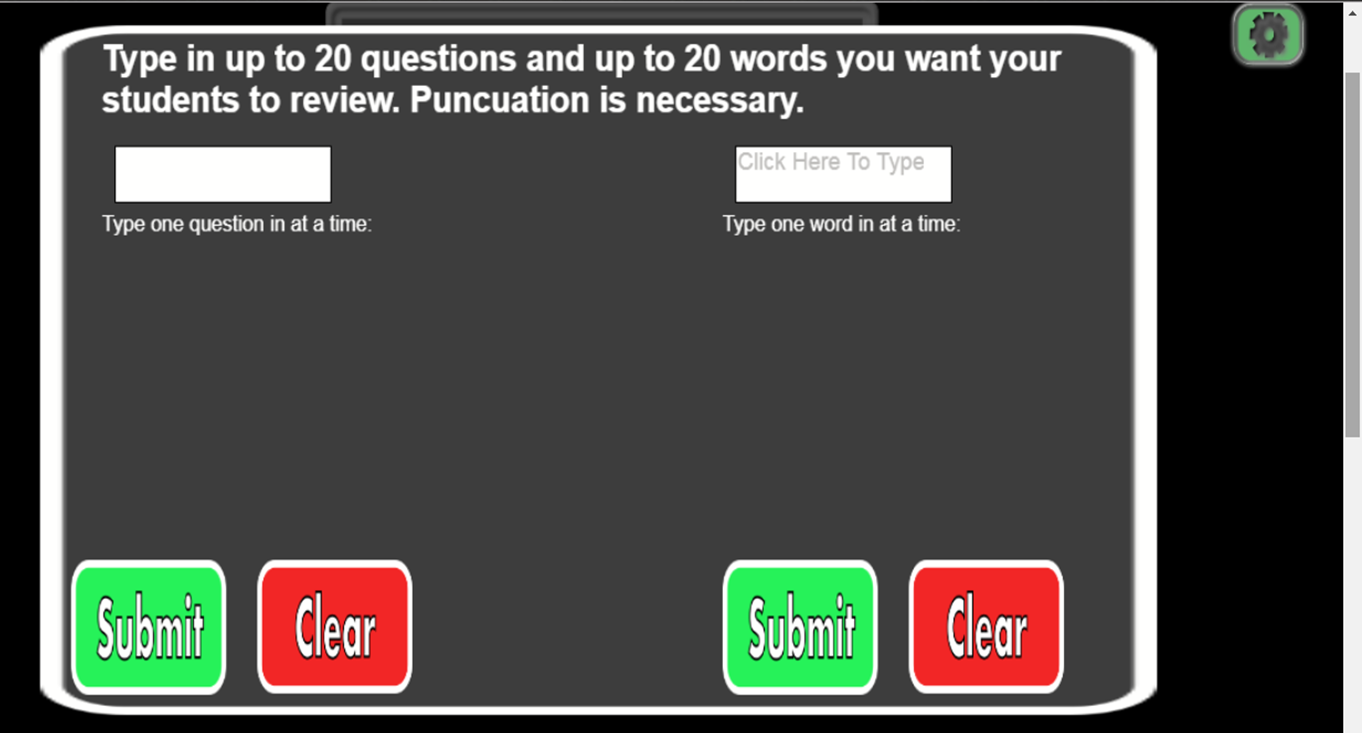 Type in up to 20 questions and up to 20 words you want your
students to review. Puncuation is necessary.
Click Here To Type
Type one question in at a time:
Type one word in at a time:
Submit
Clear
Submit
Clear